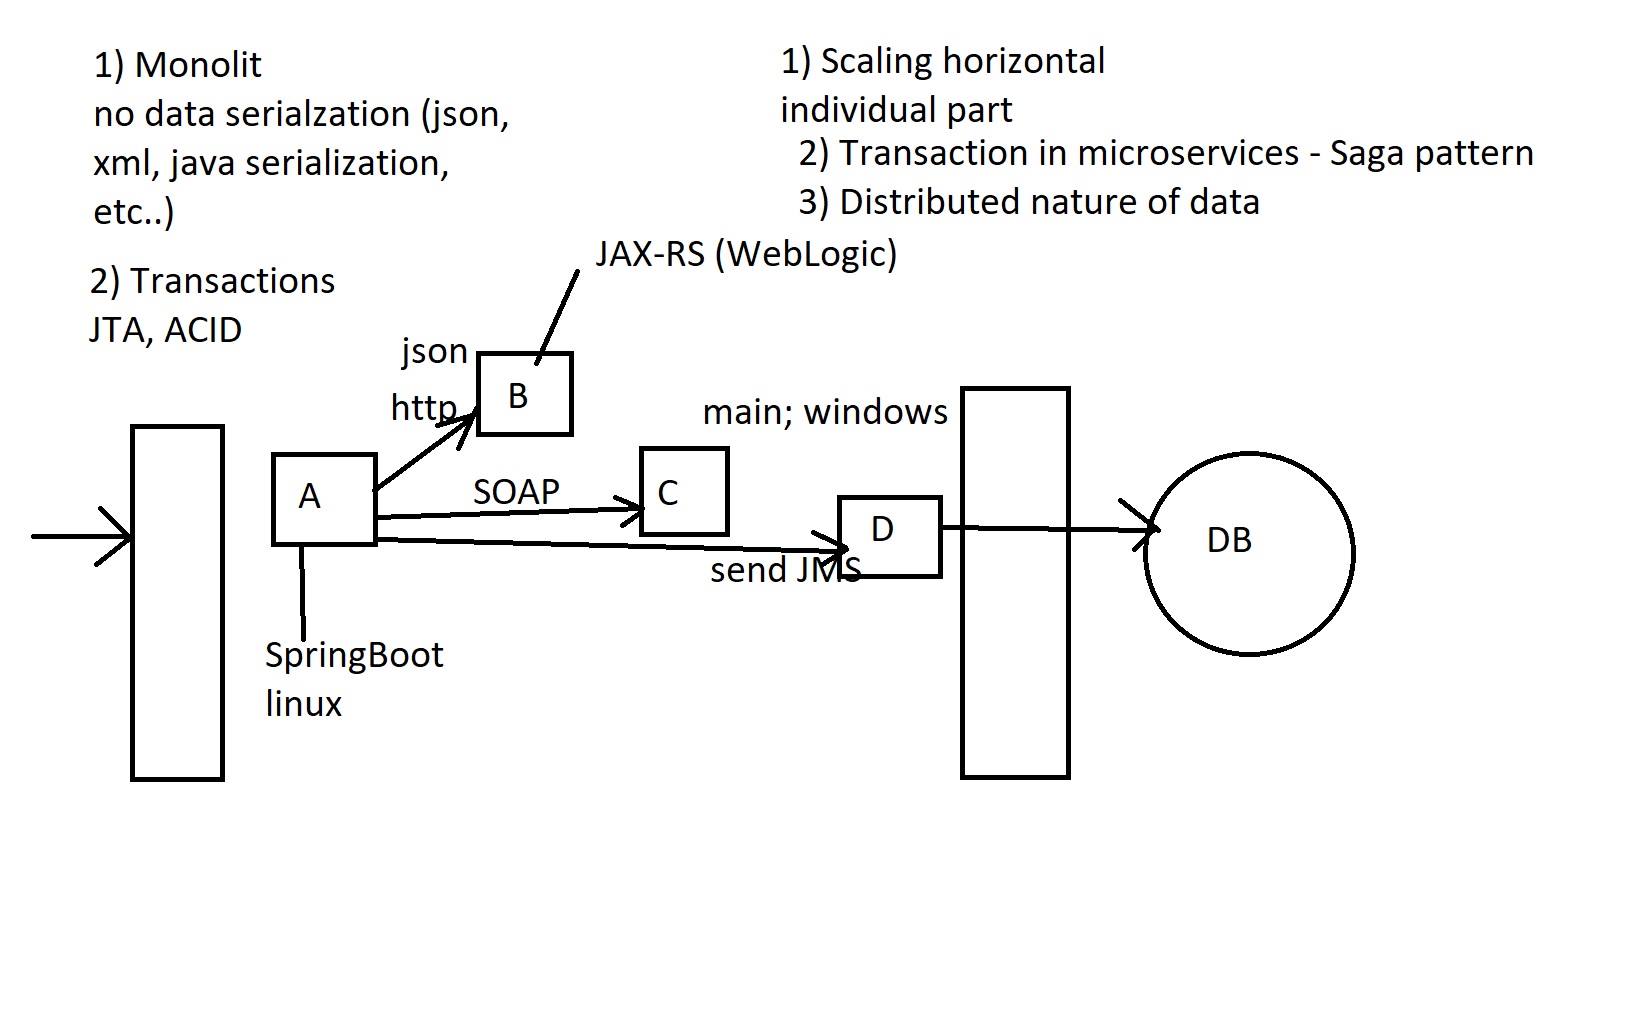 1) Monolit
no data serialzation (json,
xml, java serialization,
etc..)
2) Transactions
JTA, ACID
1) Scaling horizontal
individual part
2) Transaction in microservices - Saga pattern
3) Distributed nature of data
JAX-RS (WebLogic)
json
http
B
main; windows
A
SOAP
C
D
send JMS
DB
SpringBoot
linux